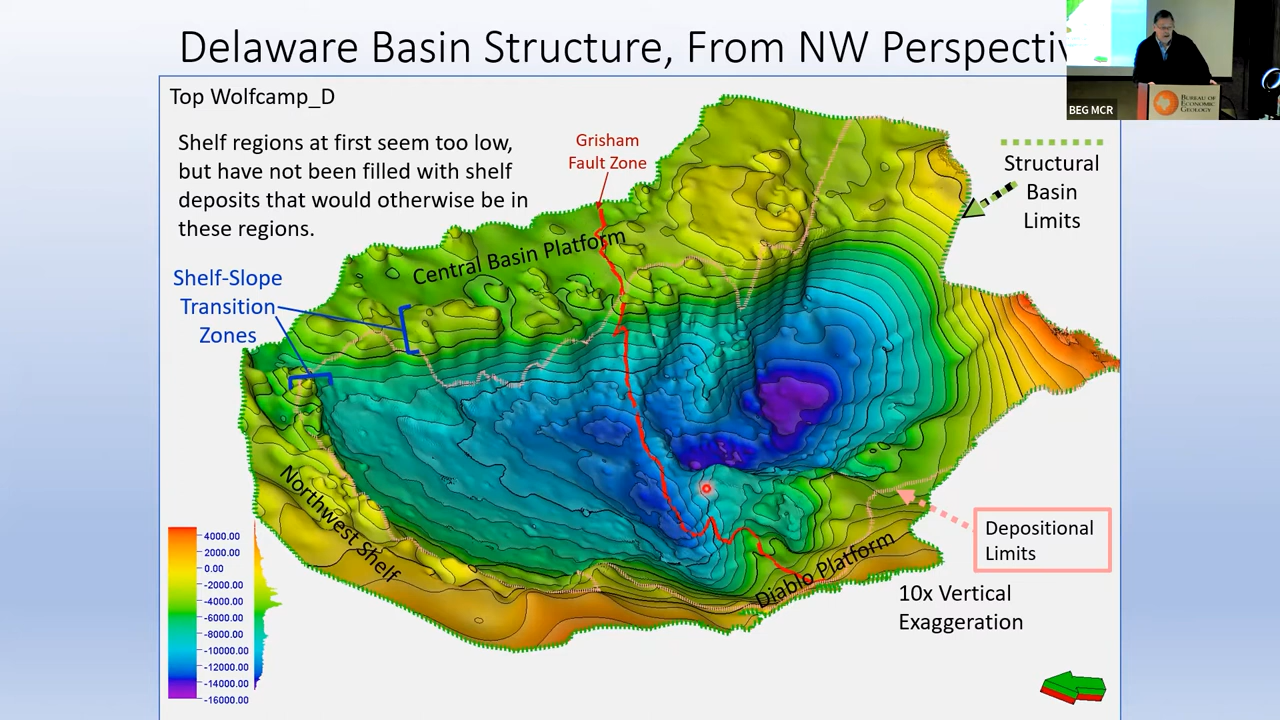 Delaware Basin Structure, From NW Perspectiv
BEG MCR
BUREAU OF
ECONOMIC
GEOLOGY
Top Wolfcamp_D
Shelf regions at first seem too low,
but have not been filled with shelf
deposits that would otherwise be in
these regions.
Grisham
Fault Zone
Structural
Basin
Limits
Central Basin Platform
Shelf-Slope
Transition
Zones
Northwest Shelf
Diablo Platform
Depositional
Limits
10x Vertical
Exaggeration
4000.00
2000.00
0.00
-2000.00
-4000.00
-6000.00
-8000.00
-10000.00
-12000.00
-14000.00
-16000.00